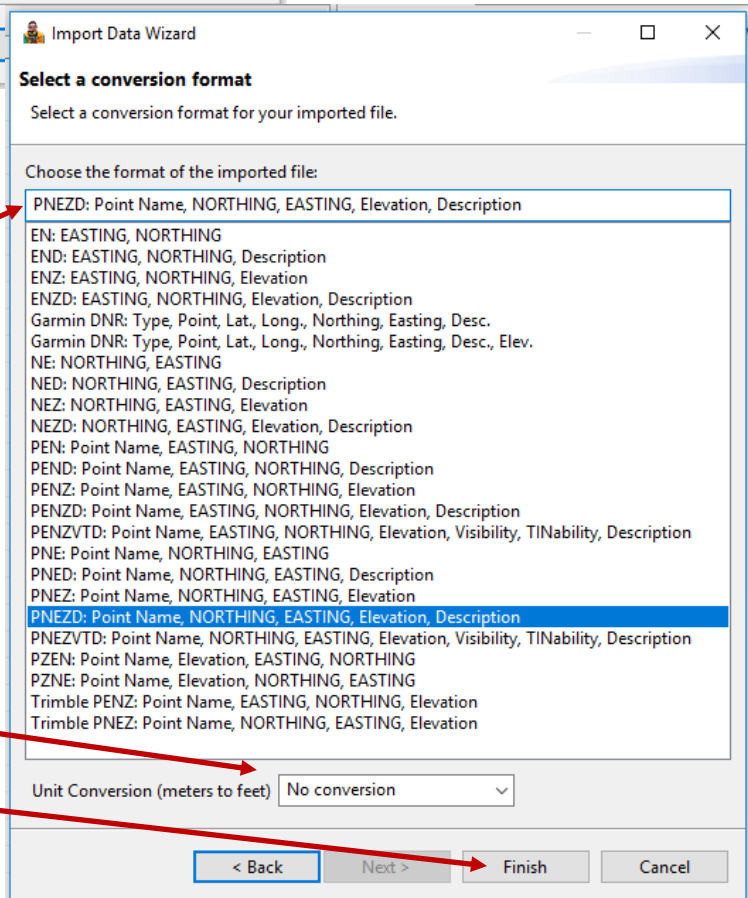 Import Data Wizard
Select a conversion format
Select a conversion format for your imported file.
Choose the format of the imported file:
PNEZD: Point Name, NORTHING, EASTING, Elevation, Description
EN: EASTING, NORTHING
END: EASTING, NORTHING, Description
ENZ: EASTING, NORTHING, Elevation
ENZD: EASTING, NORTHING, Elevation, Description
Garmin DNR: Type, Point, Lat., Long., Northing, Easting, Desc.
Garmin DNR: Type, Point, Lat., Long., Northing, Easting, Desc., Elev.
NE: NORTHING, EASTING
NED: NORTHING, EASTING, Description
NEZ: NORTHING, EASTING, Elevation
NEZD: NORTHING, EASTING, Elevation, Description
PEN: Point Name, EASTING, NORTHING
PEND: Point Name, EASTING, NORTHING, Description
PENZ: Point Name, EASTING, NORTHING, Elevation
PENZD: Point Name, EASTING, NORTHING, Elevation, Description
PENZVTD: Point Name, EASTING, NORTHING, Elevation, Visibility, TINability, Description
PNE: Point Name, NORTHING, EASTING
PNED: Point Name, NORTHING, EASTING, Description
PNEZ: Point Name, NORTHING, EASTING, Elevation
PNEZD: Point Name, NORTHING, EASTING, Elevation, Description
PNEZVTD: Point Name, NORTHING, EASTING, Elevation, Visibility, TINability, Description
PZEN: Point Name, Elevation, EASTING, NORTHING
PZNE: Point Name, Elevation, NORTHING, EASTING
Trimble PENZ: Point Name, EASTING, NORTHING, Elevation
Trimble PNEZ: Point Name, NORTHING, EASTING, Elevation
Unit Conversion (meters to feet) No conversion
< Back Next > Finish Cancel